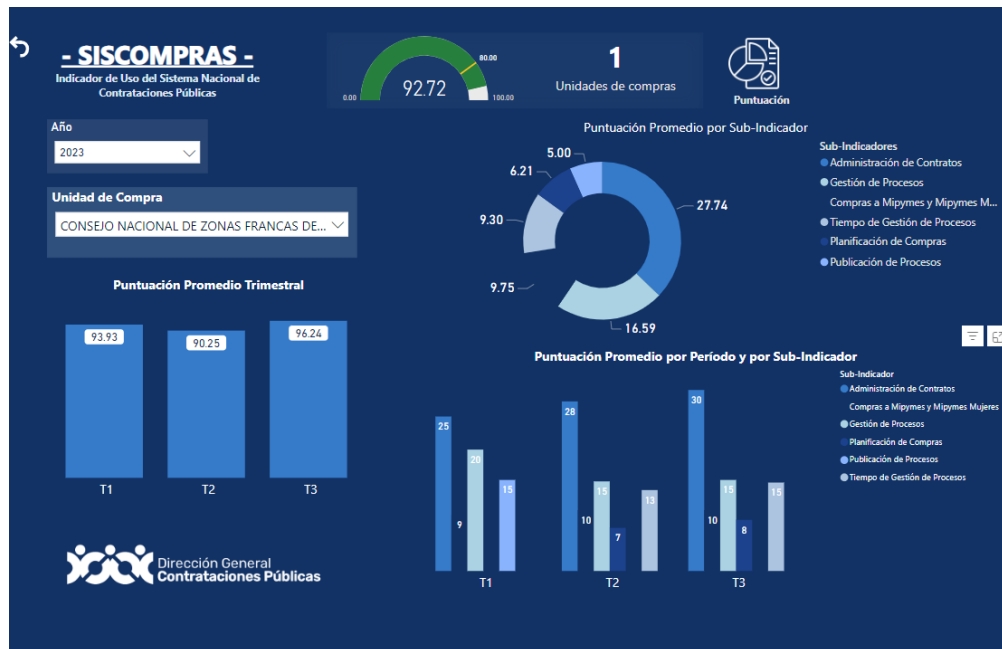 - SISCOMPRAS -
Indicador de Uso del Sistema Nacional de
Contrataciones Públicas
80.00
0.00
92.72
100.00
1
Unidades de compras
Puntuación
Año
2023
Unidad de Compra
CONSEJO NACIONAL DE ZONAS FRANCAS DE...
Puntuación Promedio por Sub-Indicador
5.00
6.21
9.30
9.75
27.74
16.59
Sub-Indicadores
Administración de Contratos
Gestión de Procesos
Compras a Mipymes y Mipymes M...
Tiempo de Gestión de Procesos
Planificación de Compras
Publicación de Procesos
Puntuación Promedio Trimestral
93.93
90.25
96.24
T1
T2
T3
Puntuación Promedio por Período y por Sub-Indicador
25
9
20
15
28
10
15
7
13
30
10
15
8
15
T1
T2
T3
Sub-Indicador
Administración de Contratos
Compras a Mipymes y Mipymes Mujeres
Gestión de Procesos
Planificación de Compras
Publicación de Procesos
Tiempo de Gestión de Procesos
Dirección General
Contrataciones Públicas